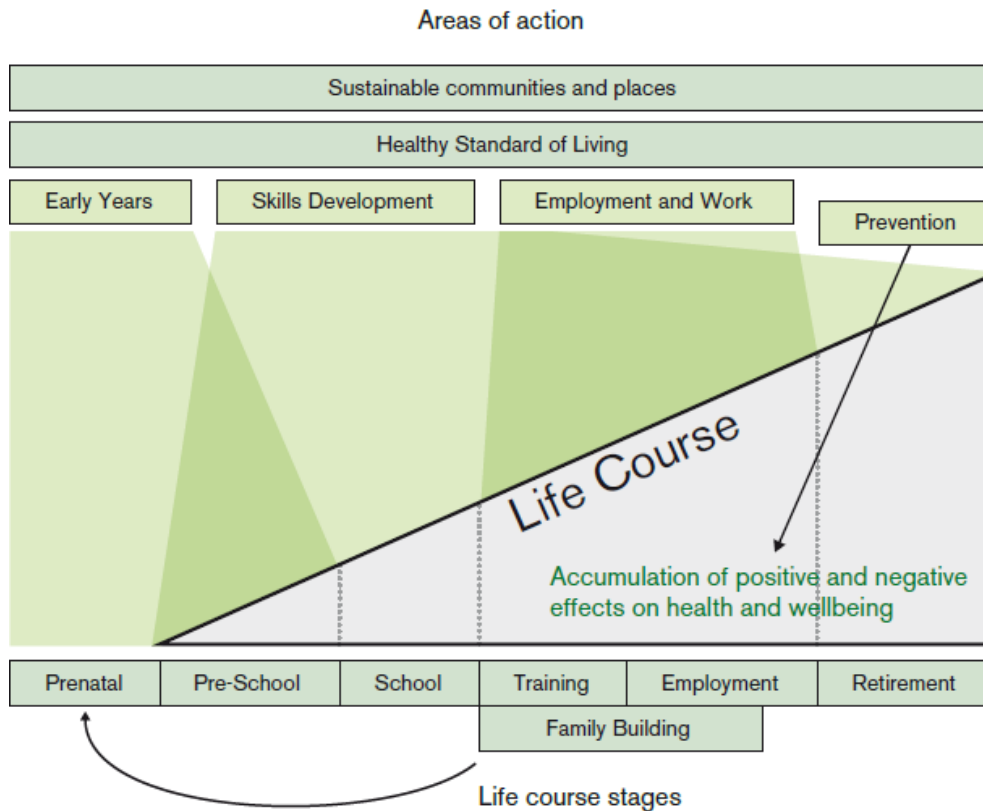 Areas of action
Sustainable communities and places
Healthy Standard of Living
Early Years
Skills Development
Employment and Work
Prevention
Life Course
Accumulation of positive and negative
effects on health and wellbeing
Prenatal
Pre-School
School
Training
Employment
Retirement
Family Building
Life course stages